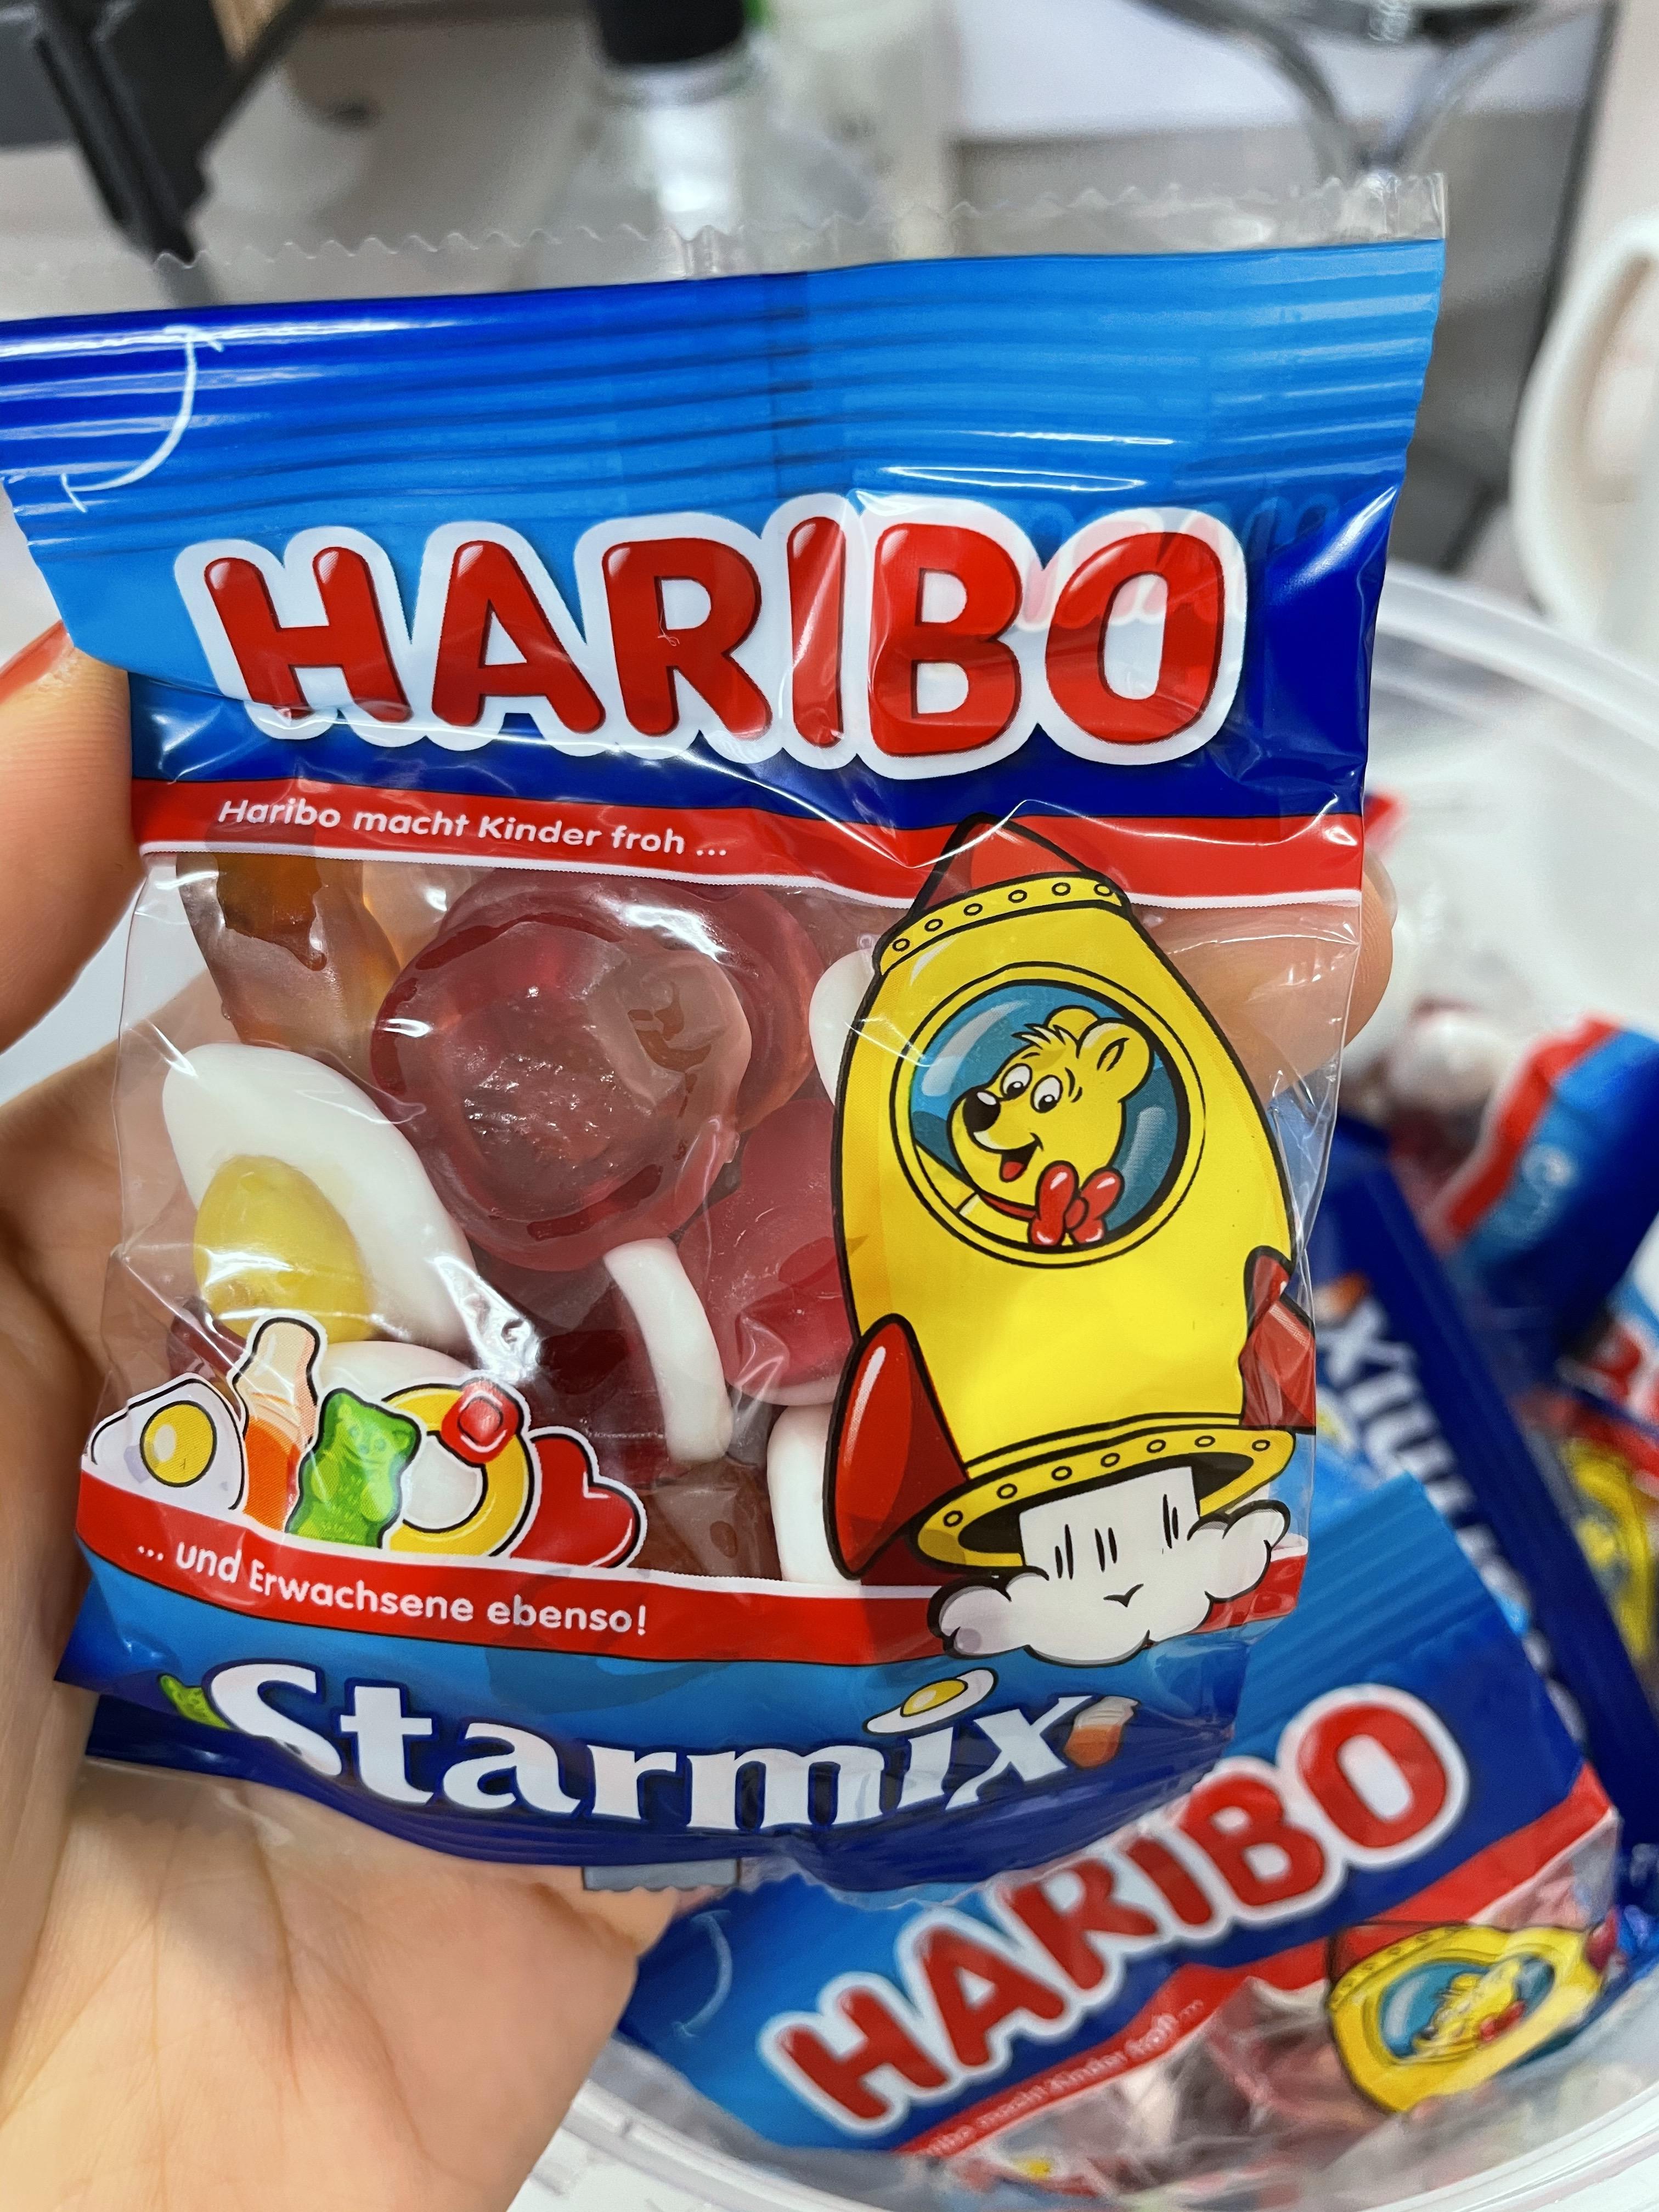 HARIBO
Haribo macht Kinder froh ...
... und Erwachsene ebenso!
Starmix
HARIBO